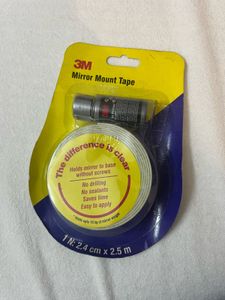 3M
Mirror Mount Tape
The difference is clear
Holds mirror to base
without screws
No drilling
No sealants
Saves time
Easy to apply
1 N: 2.4 cm x 2.5 m